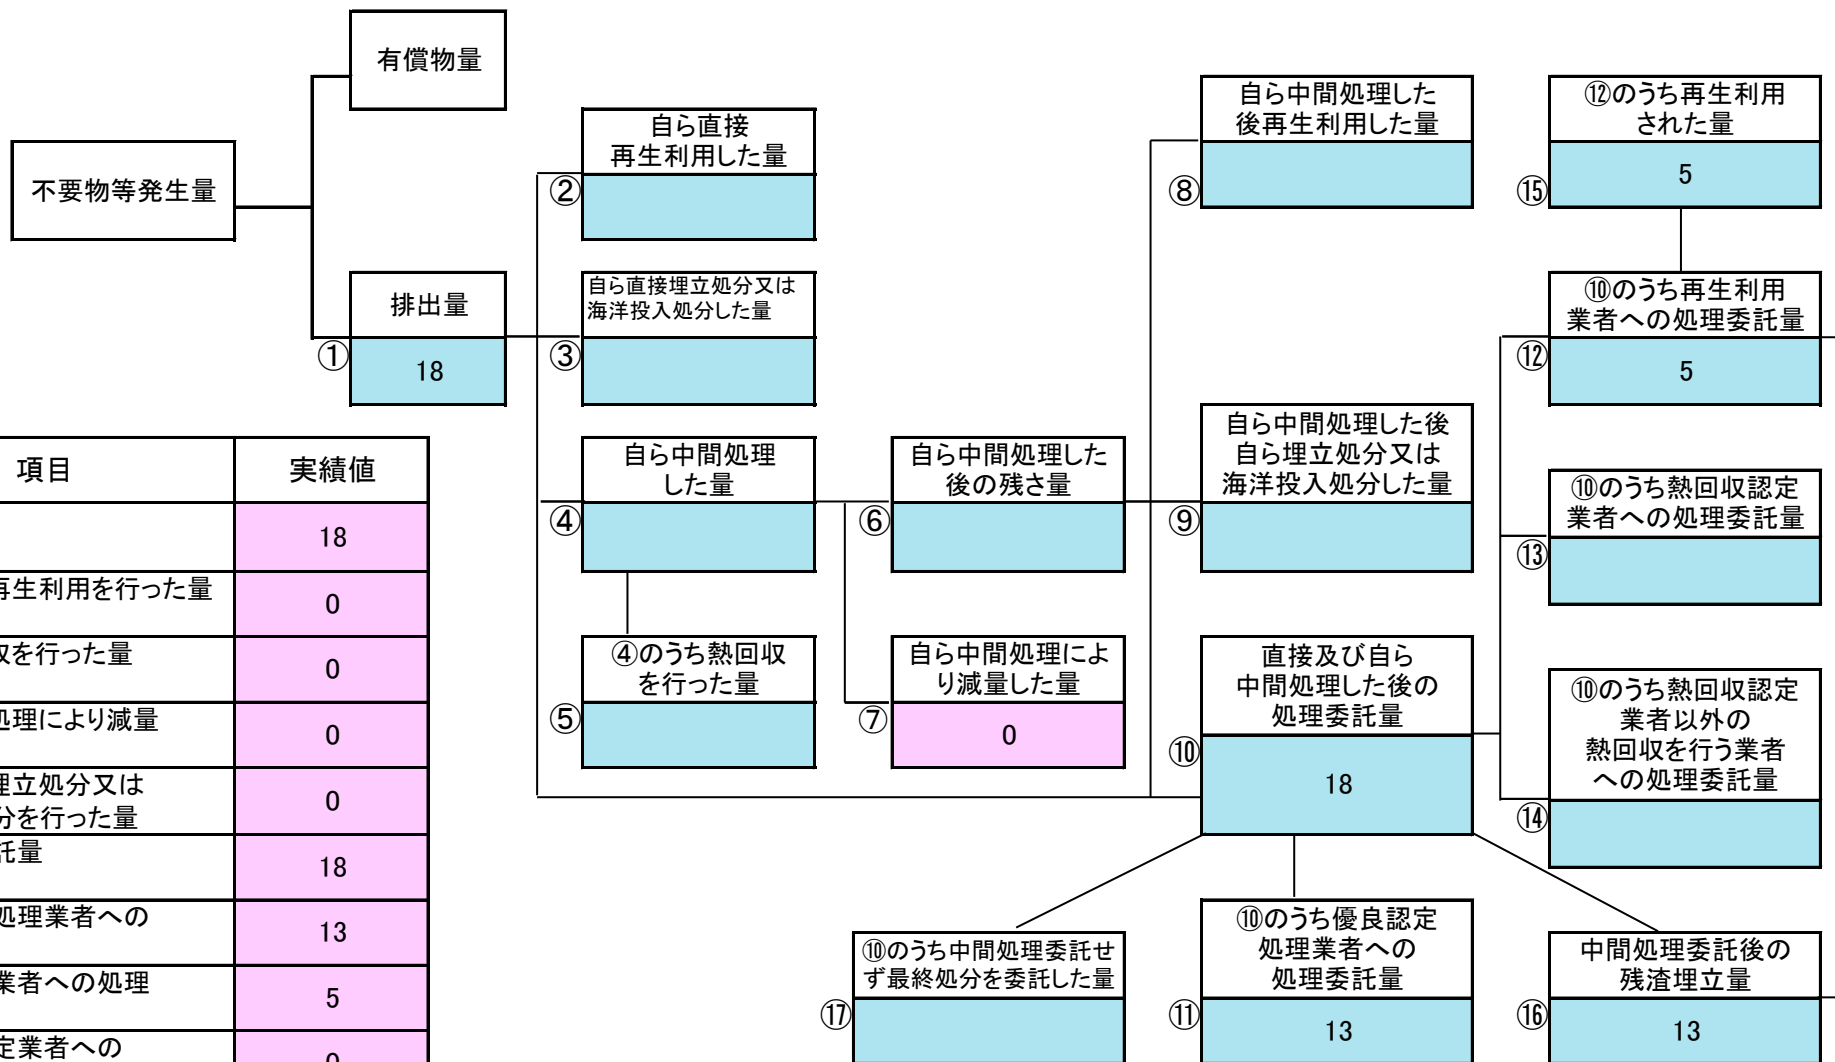 有償物量
不要物等発生量
排出量
①
18
自ら直接
再生利用した量
②
自ら直接埋立処分又は
海洋投入処分した量
③
自ら中間処理
した量
④
④のうち熱回収
を行った量
⑤
自ら中間処理した
後の残さ量
⑥
自ら中間処理によ
り減量した量
⑦
0
自ら中間処理した
後再生利用した量
⑧
自ら中間処理した後
自ら埋立処分又は
海洋投入処分した量
⑨
直接及び自ら
中間処理した後の
処理委託量
⑩
18
⑫のうち再生利用
された量
⑮
5
⑩のうち再生利用
業者への処理委託量
⑫
5
⑩のうち熱回収認定
業者への処理委託量
⑬
⑩のうち熱回収認定
業者以外の
熱回収を行う業者
への処理委託量
⑭
⑩のうち中間処理委託せ
ず最終処分を委託した量
⑰
⑩のうち優良認定
処理業者への
処理委託量
⑪
13
中間処理委託後の
残渣埋立量
⑯
13
項目
実績値
18
再生利用を行った量
0
を行った量
0
処理により減量
0
埋立処分又は
分を行った量
0
託量
18
処理業者への
13
業者への処理
5
定業者への
0